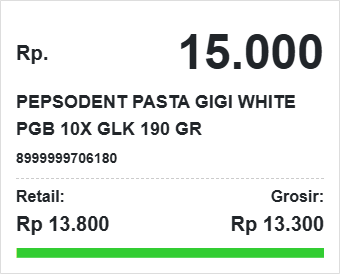 Rp. 15.000
PEPSODENT PASTA GIGI WHITE
PGB 10X GLK 190 GR
8999999706180
Retail: Grosir:
Rp 13.800 Rp 13.300